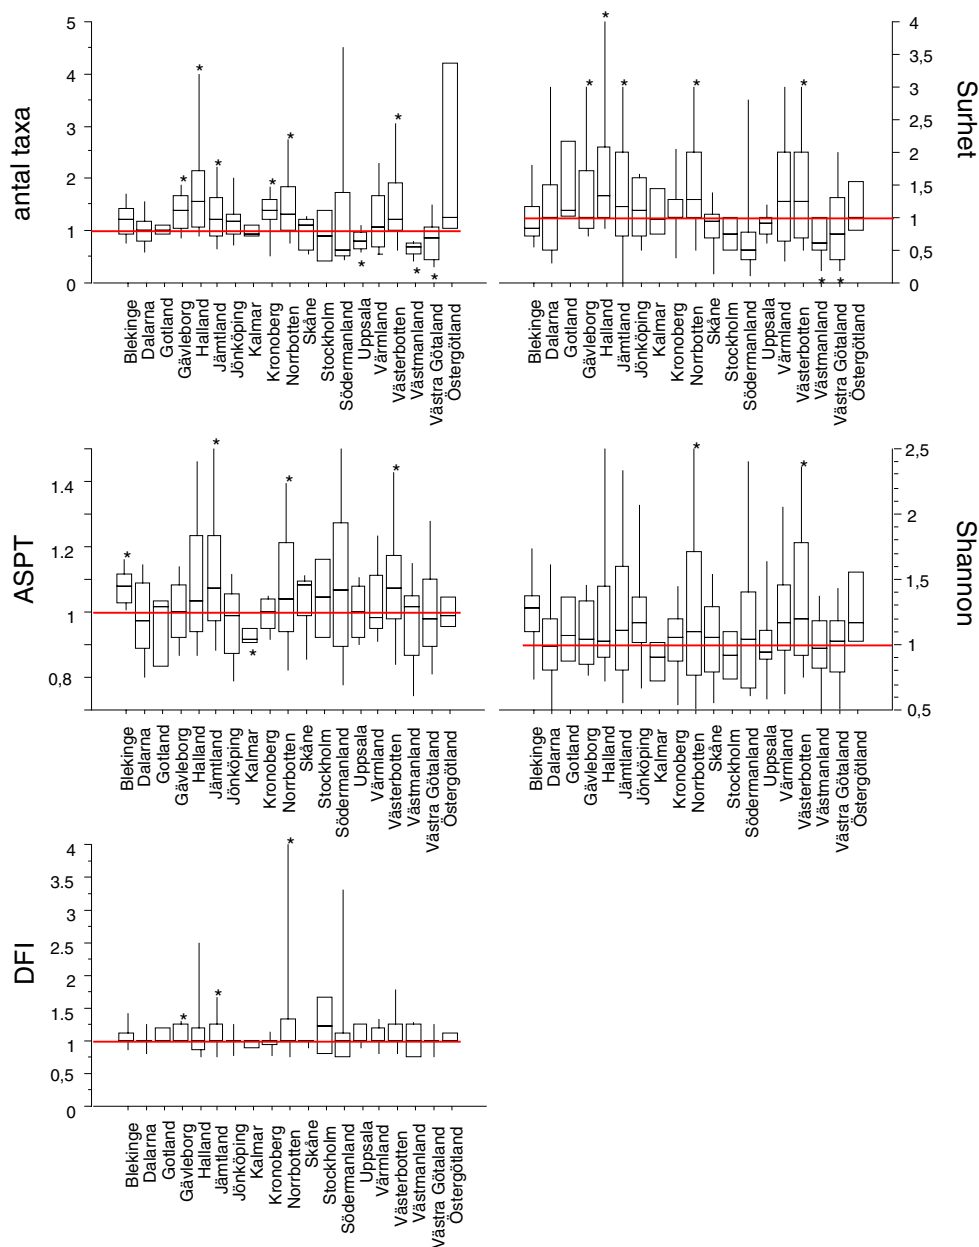 antal taxa
5
4
3
2
1
0
*
*
*
*
*
*
*
*
*
Blekinge
Dalarna
Gotland
Gävleborg
Halland
Jämtland
Jönköping
Kalmar
Kronoberg
Norrbotten
Skåne
Stockholm
Södermanland
Uppsala
Värmland
Västerbotten
Västmanland
Västra Götaland
Östergötland
Surhet
4
3,5
3
2,5
2
1,5
1
0,5
0
*
*
*
*
*
*
*
Blekinge
Dalarna
Gotland
Gävleborg
Halland
Jämtland
Jönköping
Kalmar
Kronoberg
Norrbotten
Skåne
Stockholm
Södermanland
Uppsala
Värmland
Västerbotten
Västmanland
Västra Götaland
Östergötland
ASPT
1.4
1.2
1
0,8
*
*
*
*
*
Blekinge
Dalarna
Gotland
Gävleborg
Halland
Jämtland
Jönköping
Kalmar
Kronoberg
Norrbotten
Skåne
Stockholm
Södermanland
Uppsala
Värmland
Västerbotten
Västmanland
Västra Götaland
Östergötland
Shannon
2,5
2
1,5
1
0,5
*
*
Blekinge
Dalarna
Gotland
Gävleborg
Halland
Jämtland
Jönköping
Kalmar
Kronoberg
Norrbotten
Skåne
Stockholm
Södermanland
Uppsala
Värmland
Västerbotten
Västmanland
Västra Götaland
Östergötland
DFI
4
3.5
3
2.5
2
1.5
1
0,5
0
*
*
*
Blekinge
Dalarna
Gotland
Gävleborg
Halland
Jämtland
Jönköping
Kalmar
Kronoberg
Norrbotten
Skåne
Stockholm
Södermanland
Uppsala
Värmland
Västerbotten
Västmanland
Västra Götaland
Östergötland